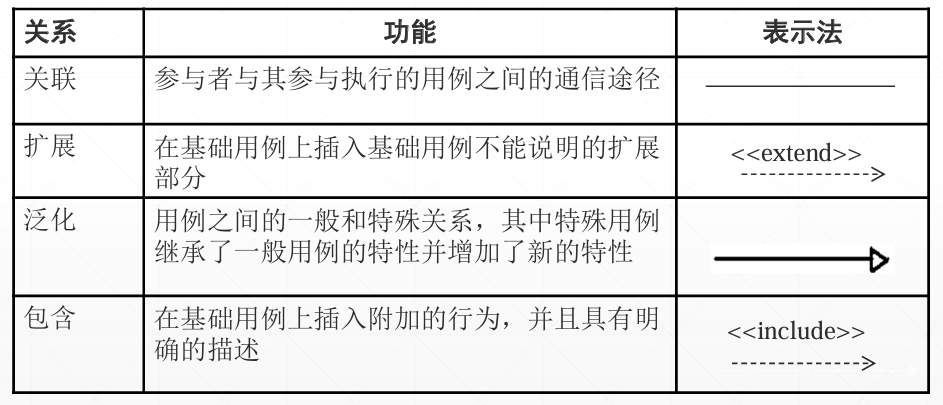 关系 功能 表示法
关联 参与者与其参与执行的用例之间的通信途径
扩展 在基础用例上插入基础用例不能说明的扩展
部分
<<extend>>
泛化 用例之间的一般和特殊关系，其中特殊用例
继承了一般用例的特性并增加了新的特性
包含 在基础用例上插入附加的行为，并且具有明
确的描述
<<include>>